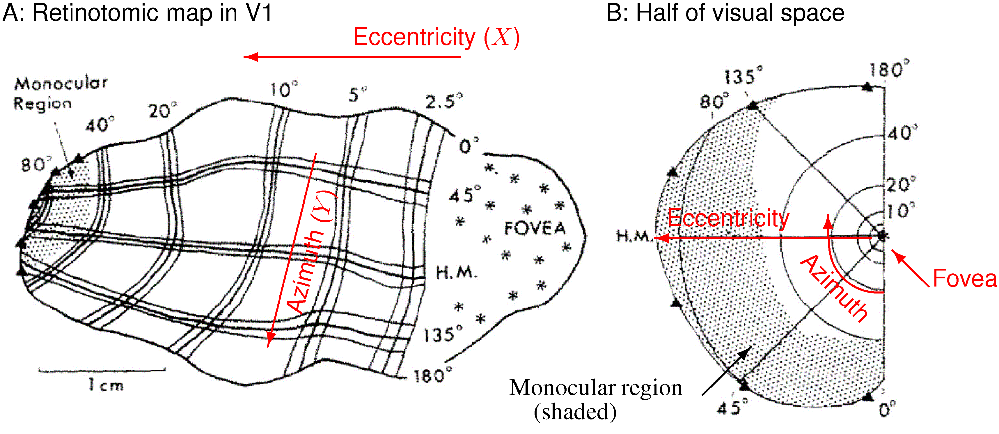 A: Retinotomic map in V1
Eccentricity (X)
Monocular
Region
80°
40°
20°
10°
5°
2.5°
0°
45°
H.M.
135°
180°
FOVEA
Azimuth (Y)
1 cm
B: Half of visual space
180°
135°
80°
40°
20°
10°
Eccentricity
H.M.
Azimuth
Fovea
Monocular region
(shaded)
45°
0°